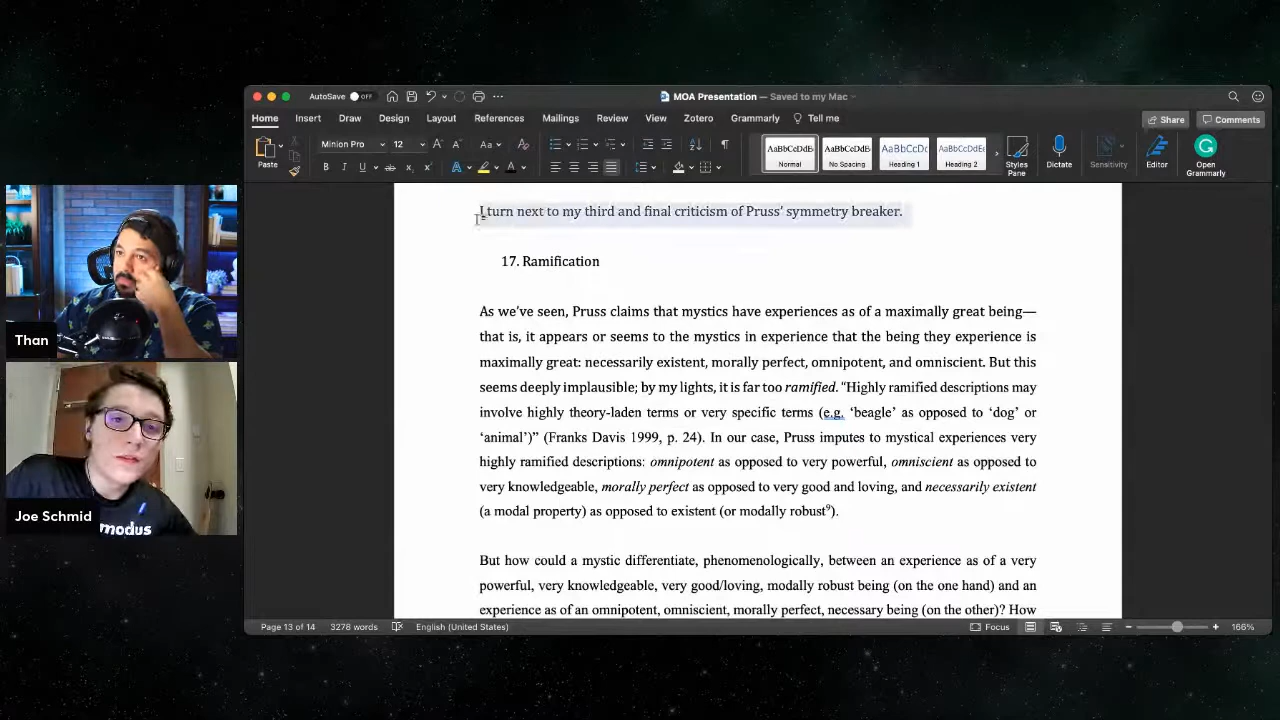 AutoSave OFF
MOA Presentation — Saved to my Mac
Home Insert Draw Design Layout References Mailings Review View Zotero Grammarly Tell me
Share Comments
Paste
Minion Pro 12
AaBbCcDdE AaBbCcDdE AaBbCcDc AaBbCcDdE
Normal No Spacing Heading 1 Heading 2
Styles Pane
Dictate
Sensitivity
Editor
Open Grammarly
I turn next to my third and final criticism of Pruss’ symmetry breaker.
17. Ramification
As we’ve seen, Pruss claims that mystics have experiences as of a maximally great being—
that is, it appears or seems to the mystics in experience that the being they experience is
maximally great: necessarily existent, morally perfect, omnipotent, and omniscient. But this
seems deeply implausible; by my lights, it is far too ramified. “Highly ramified descriptions may
involve highly theory-laden terms or very specific terms (e.g. ‘beagle’ as opposed to ‘dog’ or
‘animal’)” (Franks Davis 1999, p. 24). In our case, Pruss imputes to mystical experiences very
highly ramified descriptions: omnipotent as opposed to very powerful, omniscient as opposed to
very knowledgeable, morally perfect as opposed to very good and loving, and necessarily existent
(a modal property) as opposed to existent (or modally robust9).
But how could a mystic differentiate, phenomenologically, between an experience as of a very
powerful, very knowledgeable, very good/loving, modally robust being (on the one hand) and an
experience as of an omnipotent, omniscient, morally perfect, necessary being (on the other)? How
Page 13 of 14 3278 words English (United States) Focus 166%
Than
Joe Schmid
modus